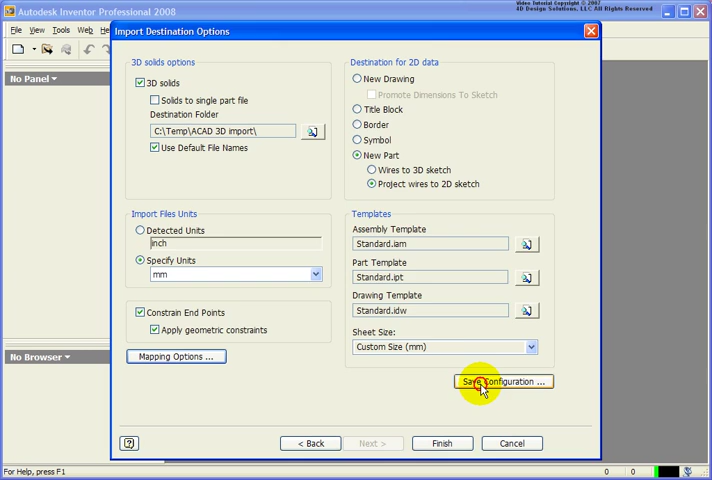 Autodesk Inventor Professional 2008
Video Tutorial Copyright © 2007
4D Design Solutions, LLC All Rights Reserved
File View Tools Web Help
No Panel
No Browser
Import Destination Options
3D solids options
3D solids
Solids to single part file
Destination Folder
C:\Temp\ACAD 3D import\
Use Default File Names
Import Files Units
Detected Units
inch
Specify Units
mm
Constrain End Points
Apply geometric constraints
Mapping Options ...
Destination for 2D data
New Drawing
Promote Dimensions To Sketch
Title Block
Border
Symbol
New Part
Wires to 3D sketch
Project wires to 2D sketch
Templates
Assembly Template
Standard.iam
Part Template
Standard.ipt
Drawing Template
Standard.idw
Sheet Size:
Custom Size (mm)
Save Configuration ...
< Back Next > Finish Cancel
For Help, press F1 0 0